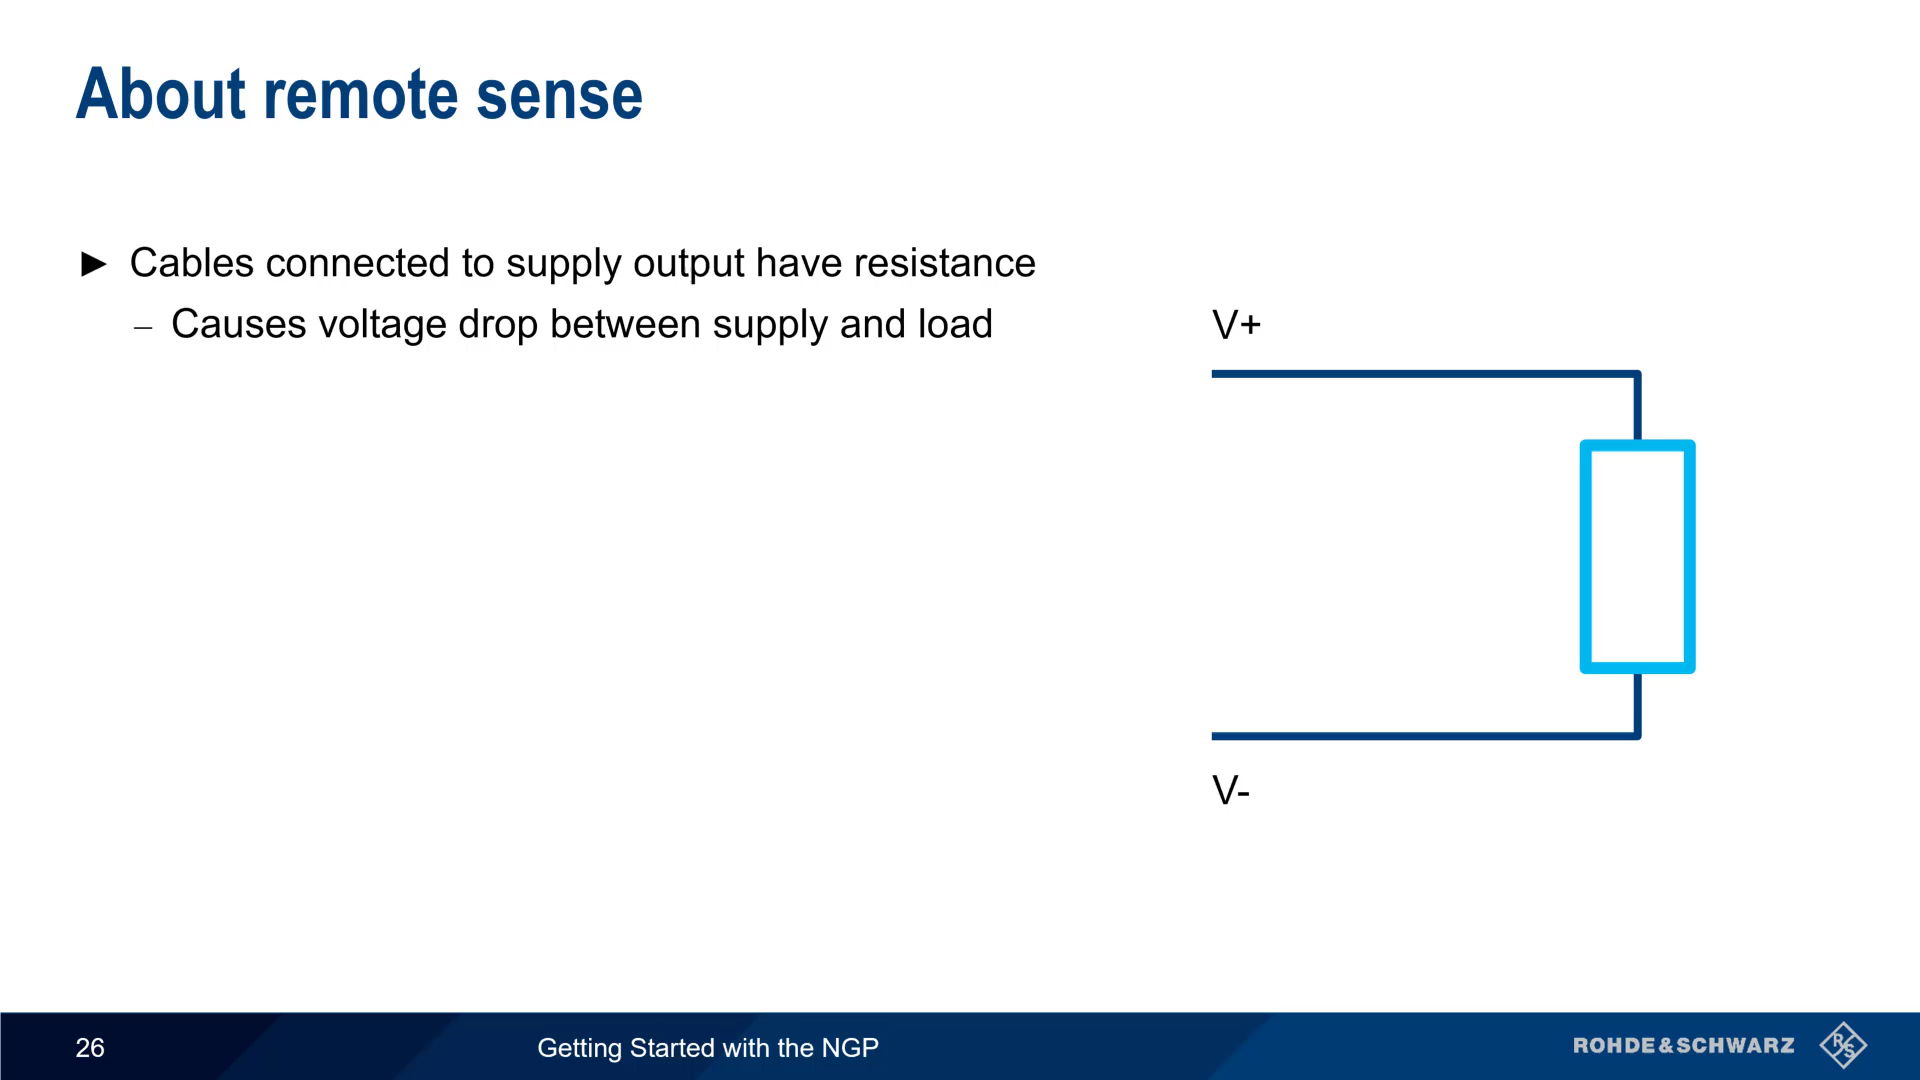 About remote sense
► Cables connected to supply output have resistance
– Causes voltage drop between supply and load
V+
V-
26
Getting Started with the NGP
ROHDE&SCHWARZ
R&S